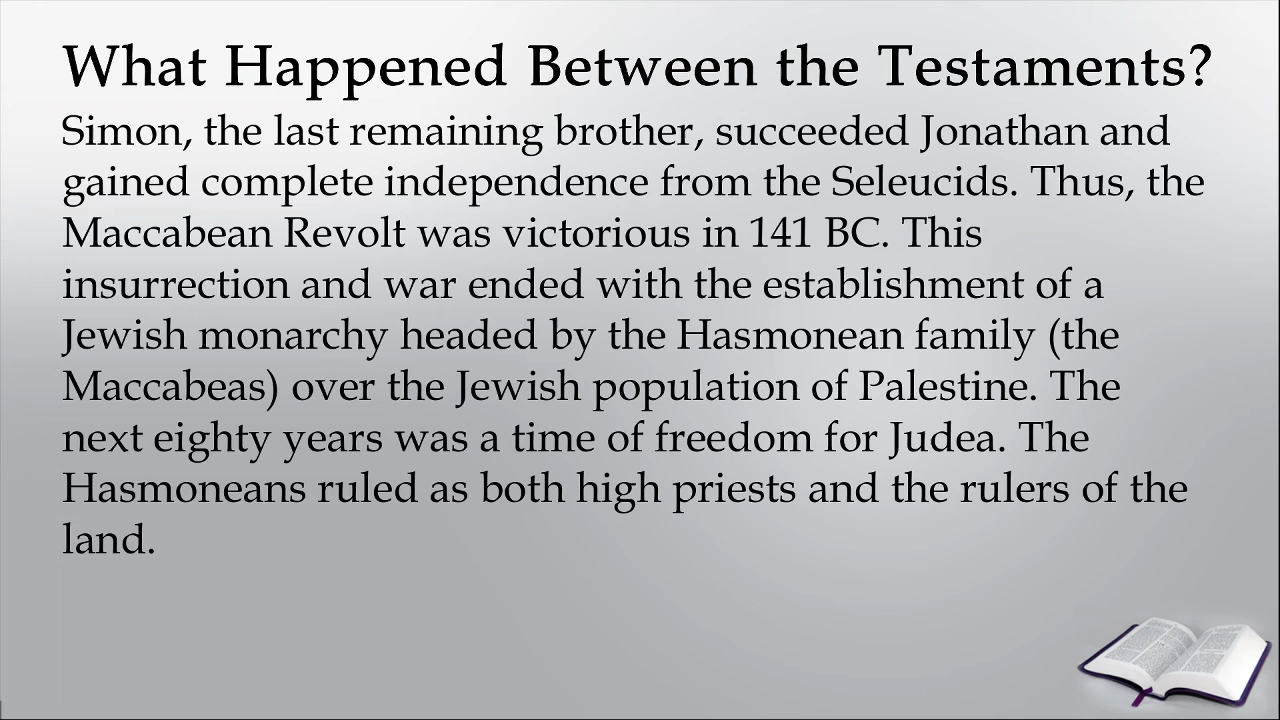 What Happened Between the Testaments?
Simon, the last remaining brother, succeeded Jonathan and
gained complete independence from the Seleucids. Thus, the
Maccabean Revolt was victorious in 141 BC. This
insurrection and war ended with the establishment of a
Jewish monarchy headed by the Hasmonean family (the
Maccabeas) over the Jewish population of Palestine. The
next eighty years was a time of freedom for Judea. The
Hasmoneans ruled as both high priests and the rulers of the
land.